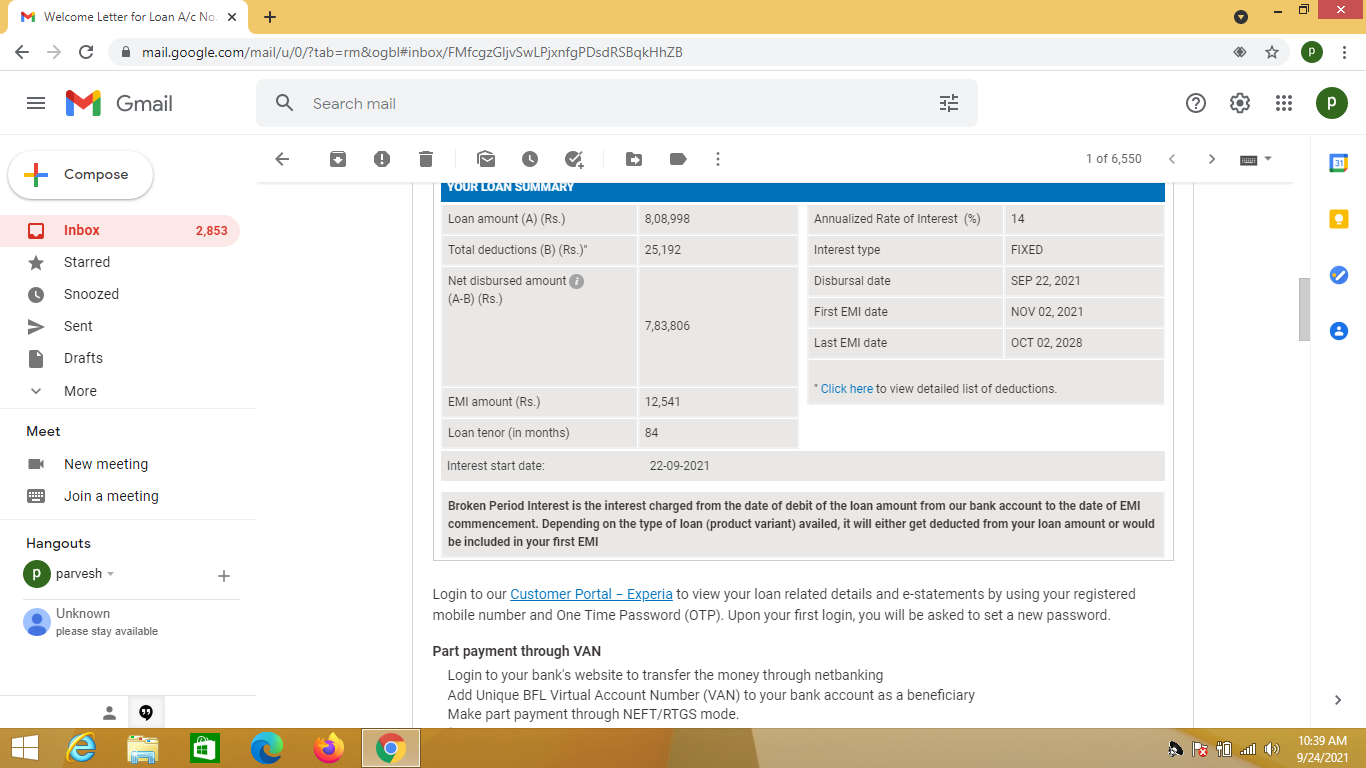 Welcome Letter for Loan A/c No.
mail.google.com/mail/u/0/?tab=rm&ogbl#inbox/FMfcgzGljvSwLPjxnfgPDsdRSBqkHhZB
p
Gmail
Search mail
p
Compose
1 of 6,550
31
Inbox 2,853
Starred
Snoozed
Sent
Drafts
More
Meet
New meeting
Join a meeting
Hangouts
p parvesh
Unknown
please stay available
YOUR LOAN SUMMARY
Loan amount (A) (Rs.) 8,08,998
Total deductions (B) (Rs.)" 25,192
Net disbursed amount i
(A-B) (Rs.)
7,83,806
EMI amount (Rs.) 12,541
Loan tenor (in months) 84
Annualized Rate of Interest (%) 14
Interest type FIXED
Disbursal date SEP 22, 2021
First EMI date NOV 02, 2021
Last EMI date OCT 02, 2028
" Click here to view detailed list of deductions.
Interest start date: 22-09-2021
Broken Period Interest is the interest charged from the date of debit of the loan amount from our bank account to the date of EMI
commencement. Depending on the type of loan (product variant) availed, it will either get deducted from your loan amount or would
be included in your first EMI
Login to our Customer Portal – Experia to view your loan related details and e-statements by using your registered
mobile number and One Time Password (OTP). Upon your first login, you will be asked to set a new password.
Part payment through VAN
Login to your bank's website to transfer the money through netbanking
Add Unique BFL Virtual Account Number (VAN) to your bank account as a beneficiary
Make part payment through NEFT/RTGS mode.
10:39 AM
9/24/2021